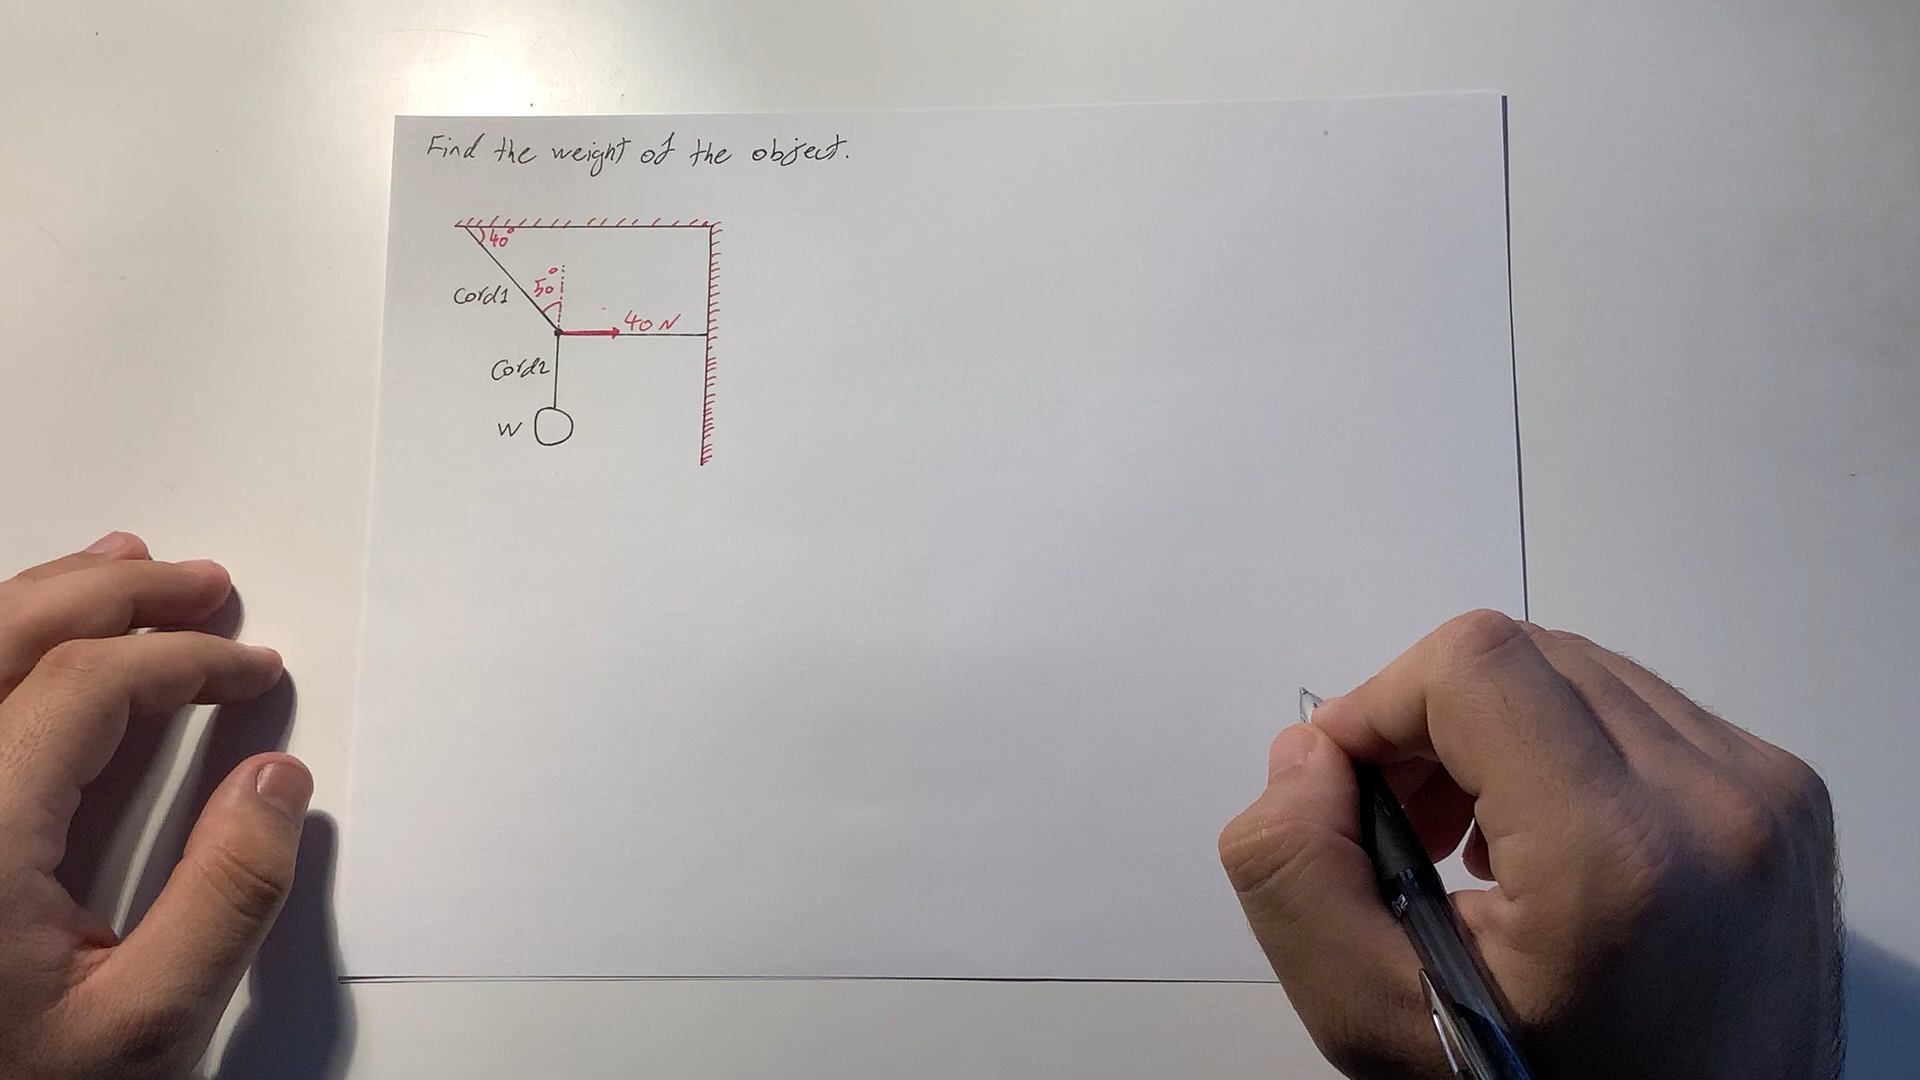 Find the weight of the object.
40°
50°
Cord1
40 N
Cord2
W